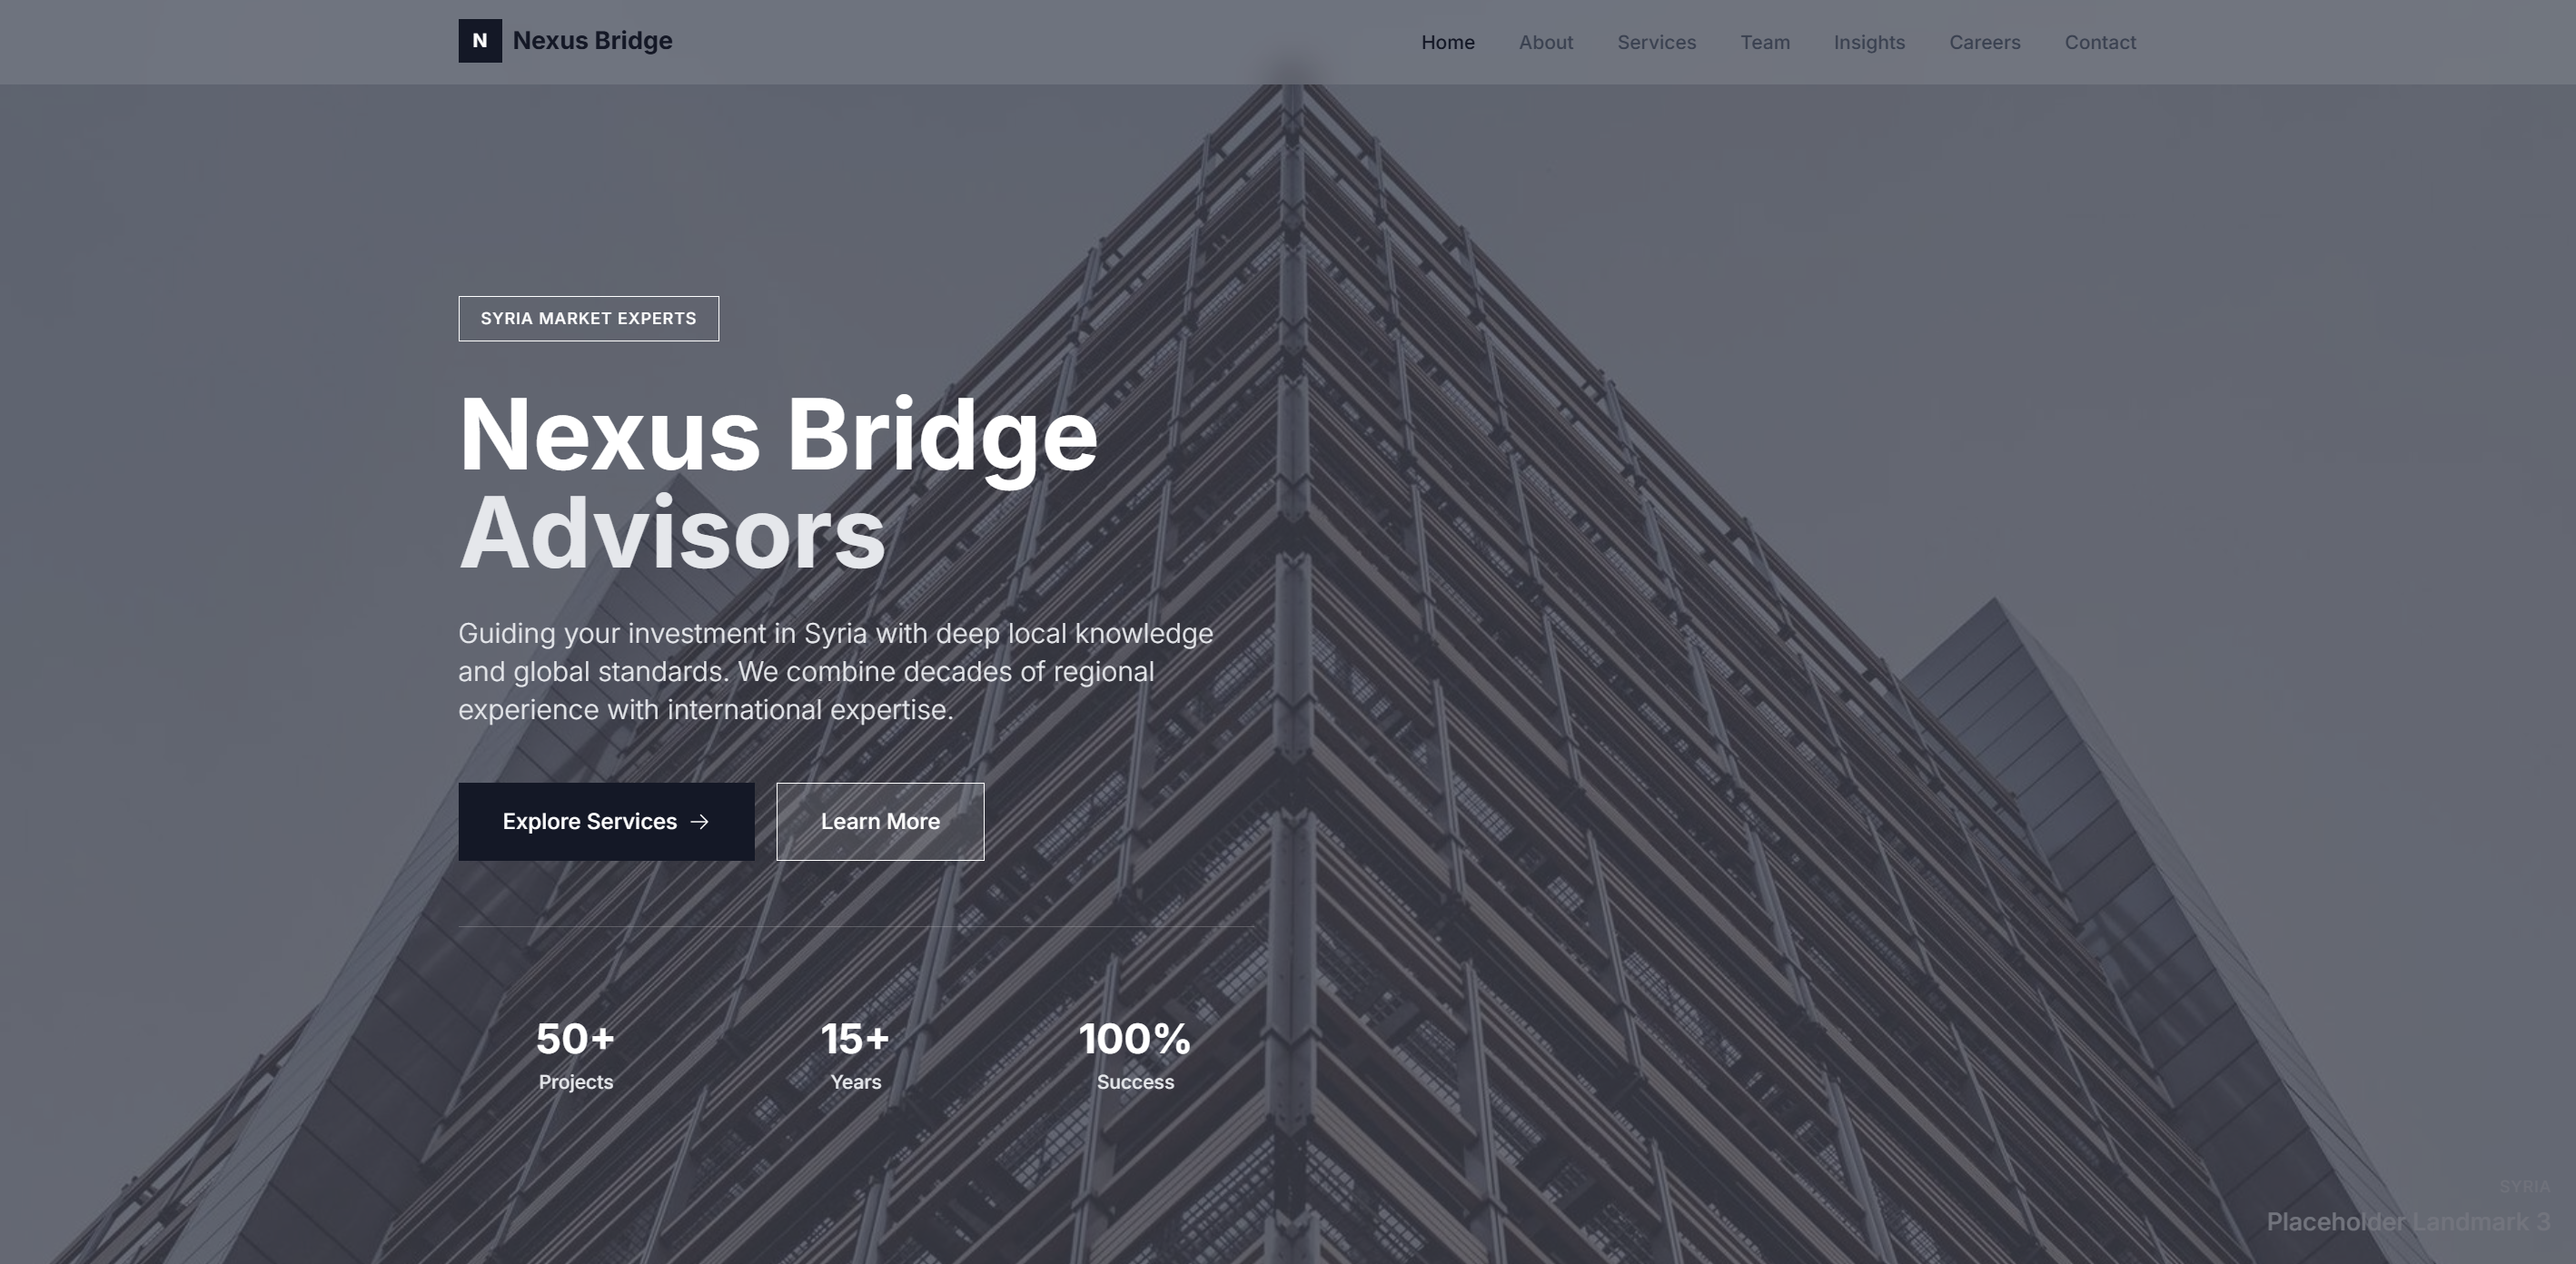 N
Nexus Bridge
Home About Services Team Insights Careers Contact
SYRIA MARKET EXPERTS
Nexus Bridge
Advisors
Guiding your investment in Syria with deep local knowledge
and global standards. We combine decades of regional
experience with international expertise.
Explore Services →
Learn More
50+
Projects
15+
Years
100%
Success
SYRIA
Placeholder Landmark 3